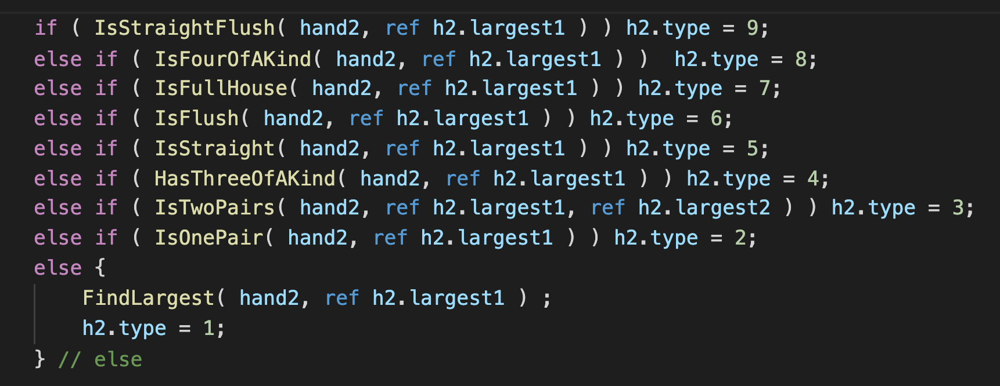 if ( IsStraightFlush( hand2, ref h2.largest1 ) ) h2.type = 9;
else if ( IsFourOfAKind( hand2, ref h2.largest1 ) )  h2.type = 8;
else if ( IsFullHouse( hand2, ref h2.largest1 ) ) h2.type = 7;
else if ( IsFlush( hand2, ref h2.largest1 ) ) h2.type = 6;
else if ( IsStraight( hand2, ref h2.largest1 ) ) h2.type = 5;
else if ( HasThreeOfAKind( hand2, ref h2.largest1 ) ) h2.type = 4;
else if ( IsTwoPairs( hand2, ref h2.largest1, ref h2.largest2 ) ) h2.type = 3;
else if ( IsOnePair( hand2, ref h2.largest1 ) ) h2.type = 2;
else {
    FindLargest( hand2, ref h2.largest1 ) ;
    h2.type = 1;
} // else